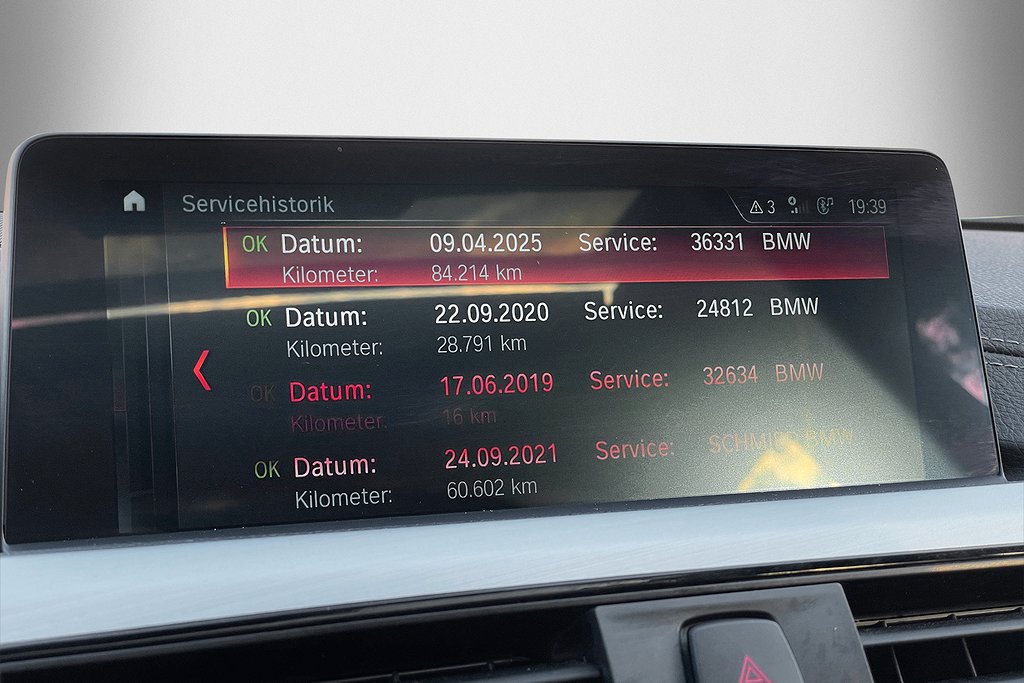 Servicehistorik 3 19:39
OK Datum: 09.04.2025 Service: 36331 BMW
Kilometer: 84.214 km
OK Datum: 22.09.2020 Service: 24812 BMW
Kilometer: 28.791 km
OK Datum: 17.06.2019 Service: 32634 BMW
Kilometer: 16 km
OK Datum: 24.09.2021 Service: BMW
Kilometer: 60.602 km